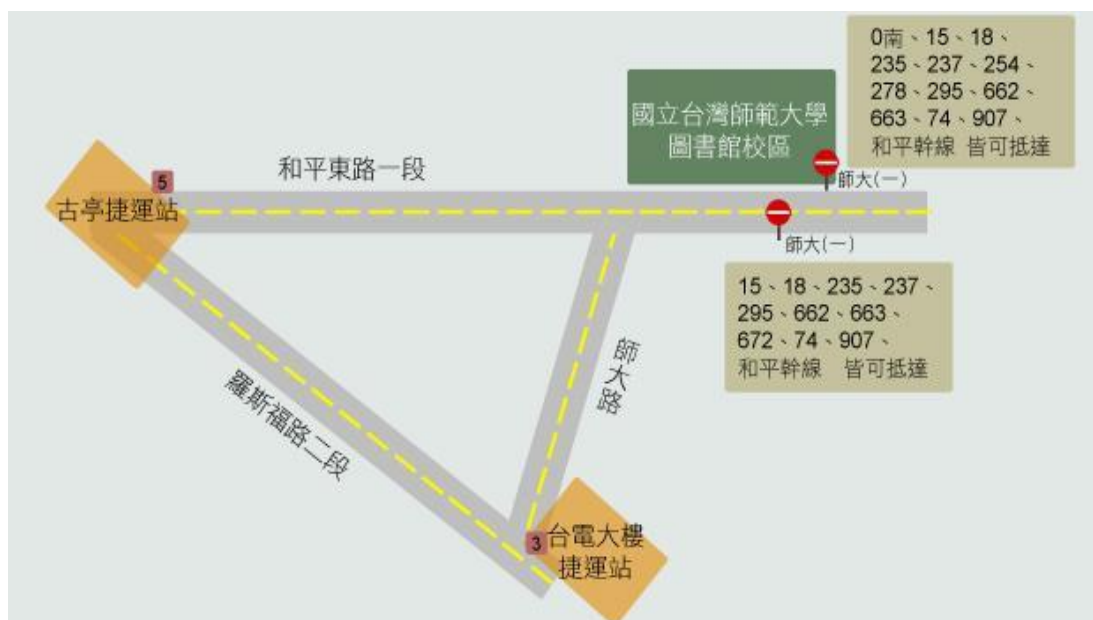 0南、15、18、
235、237、254、
278、295、662、
663、74、907、
和平幹線 皆可抵達
國立台灣師範大學
圖書館校區
和平東路一段
師大(一)
5
古亭捷運站
師大(一)
15、18、235、237、
295、662、663、
672、74、907、
和平幹線 皆可抵達
師大路
羅斯福路二段
3
台電大樓
捷運站